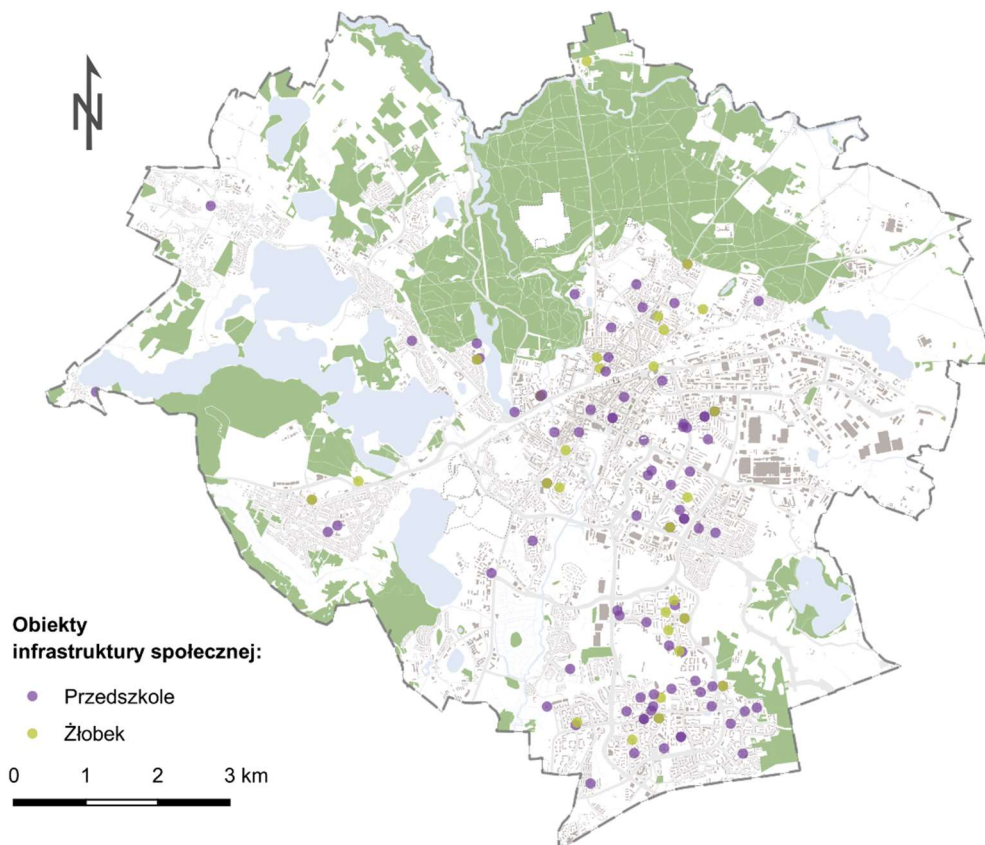 N
Obiekty
infrastruktury społecznej:
Przedszkole
Żłobek
0 1 2 3 km